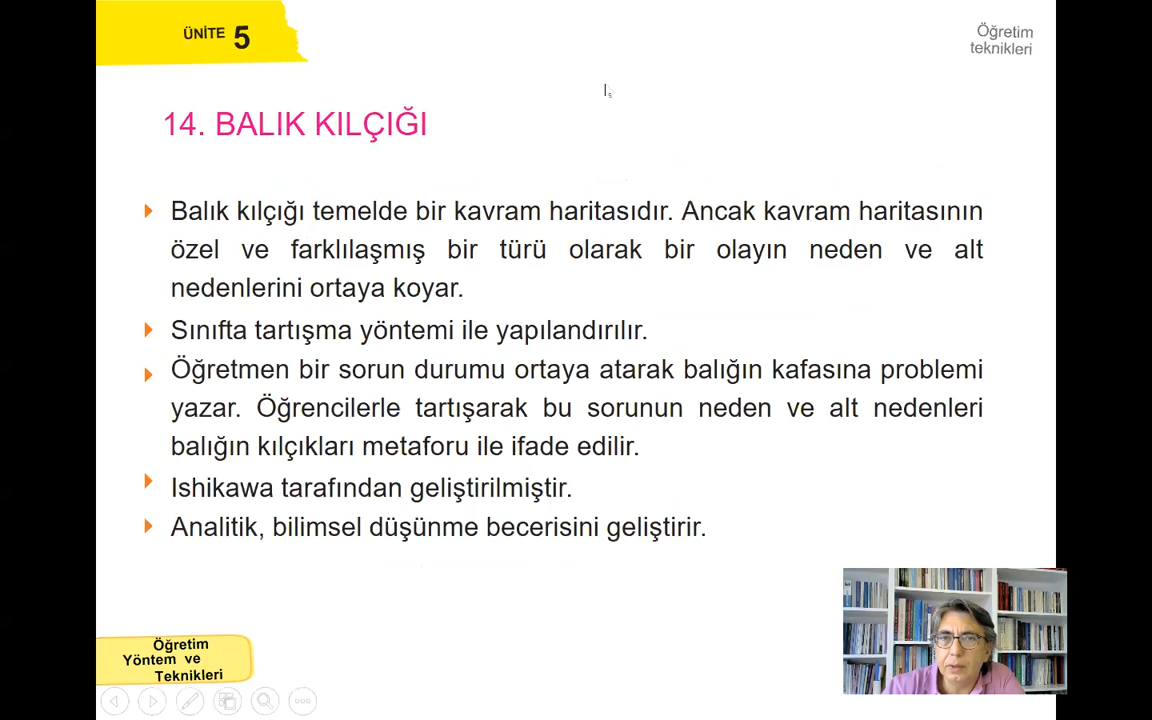 ÜNİTE 5
Öğretim
teknikleri
14. BALIK KILÇIĞI
Balık kılçığı temelde bir kavram haritasıdır. Ancak kavram haritasının
özel ve farklılaşmış bir türü olarak bir olayın neden ve alt
nedenlerini ortaya koyar.
Sınıfta tartışma yöntemi ile yapılandırılır.
Öğretmen bir sorun durumu ortaya atarak balığın kafasına problemi
yazar. Öğrencilerle tartışarak bu sorunun neden ve alt nedenleri
balığın kılçıkları metaforu ile ifade edilir.
Ishikawa tarafından geliştirilmiştir.
Analitik, bilimsel düşünme becerisini geliştirir.
Öğretim
Yöntem ve
Teknikleri